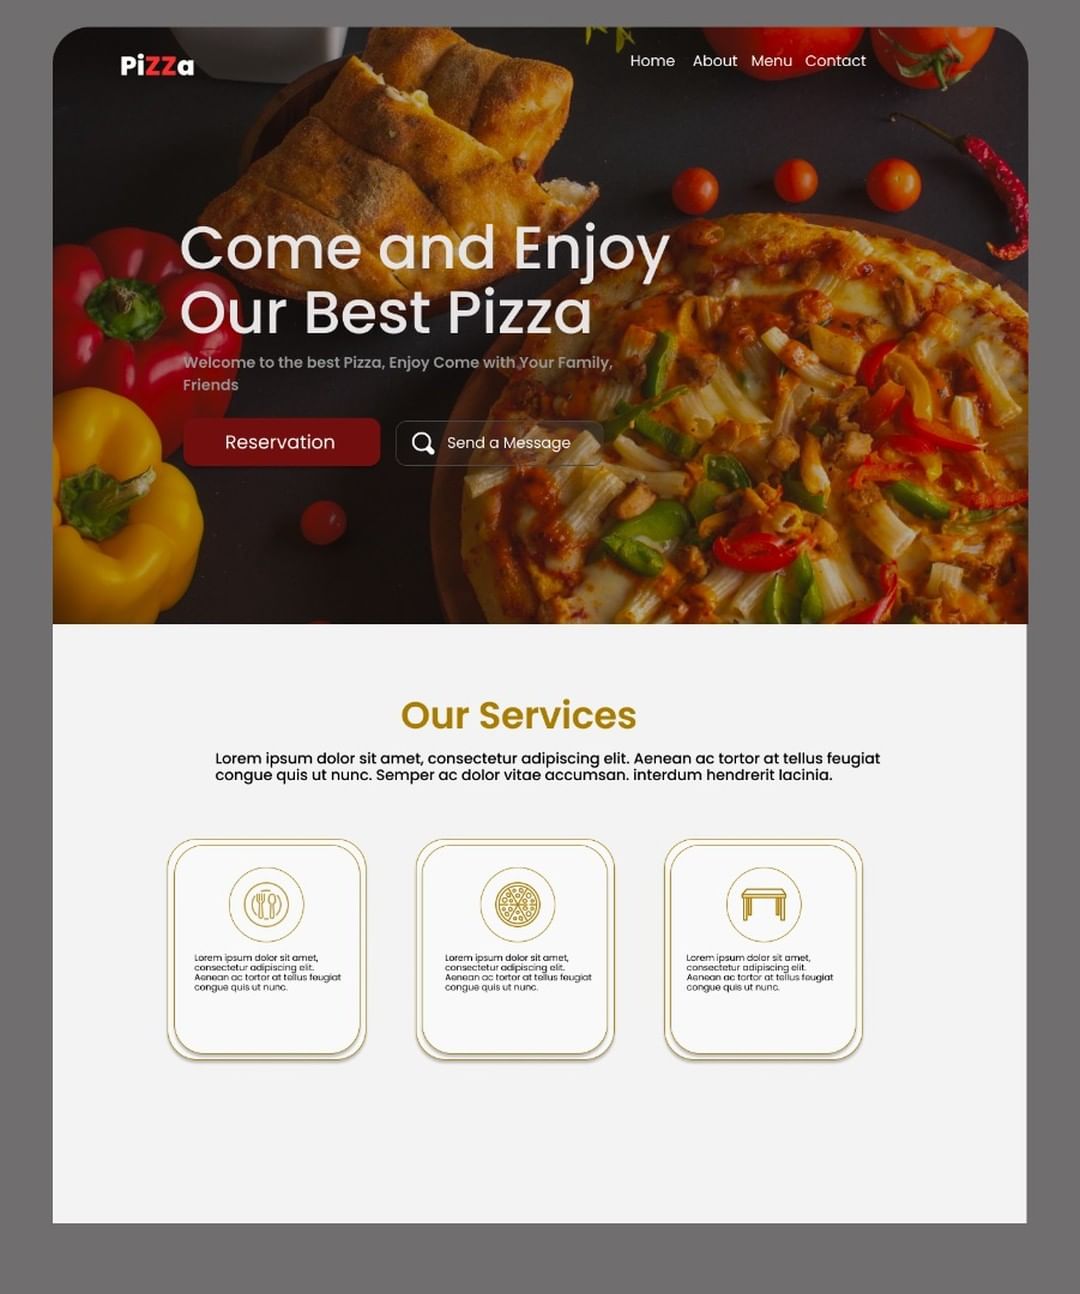 PiZZa
Home About Menu Contact
Come and Enjoy
Our Best Pizza
Welcome to the best Pizza, Enjoy Come with Your Family,
Friends
Reservation
Send a Message
Our Services
Lorem ipsum dolor sit amet, consectetur adipiscing elit. Aenean ac tortor at tellus feugiat
congue quis ut nunc. Semper ac dolor vitae accumsan. interdum hendrerit lacinia.
Lorem ipsum dolor sit amet,
consectetur adipiscing elit.
Aenean ac tortor at tellus feugiat
congue quis ut nunc.
Lorem ipsum dolor sit amet,
consectetur adipiscing elit.
Aenean ac tortor at tellus feugiat
congue quis ut nunc.
Lorem ipsum dolor sit amet,
consectetur adipiscing elit.
Aenean ac tortor at tellus feugiat
congue quis ut nunc.